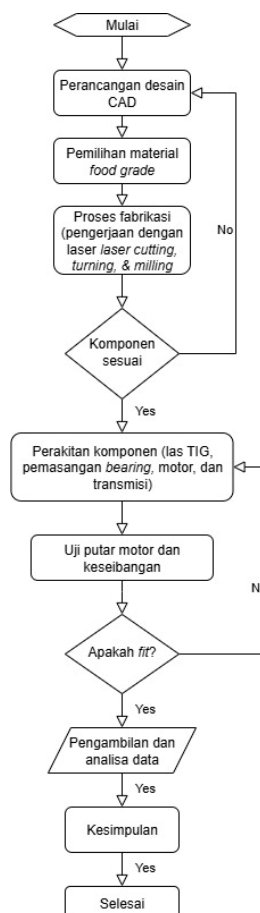 Mulai
Perancangan desain
CAD
Pemilihan material
food grade
Proses fabrikasi
(pengerjaan dengan
laser laser cutting,
turning, & milling
No
Komponen
sesuai
Yes
Perakitan komponen (las TIG,
pemasangan bearing, motor, dan
transmisi)
Uji putar motor dan
keseibangan
Apakah fit?
Yes
Pengambilan dan
analisa data
Yes
Kesimpulan
Yes
Selesai